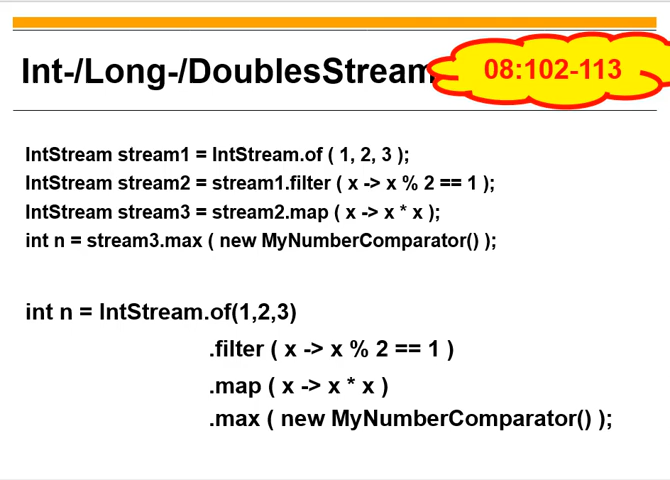 Int-/Long-/DoublesStream
08:102-113
IntStream stream1 = IntStream.of ( 1, 2, 3 );
IntStream stream2 = stream1.filter ( x -> x % 2 == 1 );
IntStream stream3 = stream2.map ( x -> x * x );
int n = stream3.max ( new MyNumberComparator() );
int n = IntStream.of(1,2,3)
.filter ( x -> x % 2 == 1 )
.map ( x -> x * x )
.max ( new MyNumberComparator() );